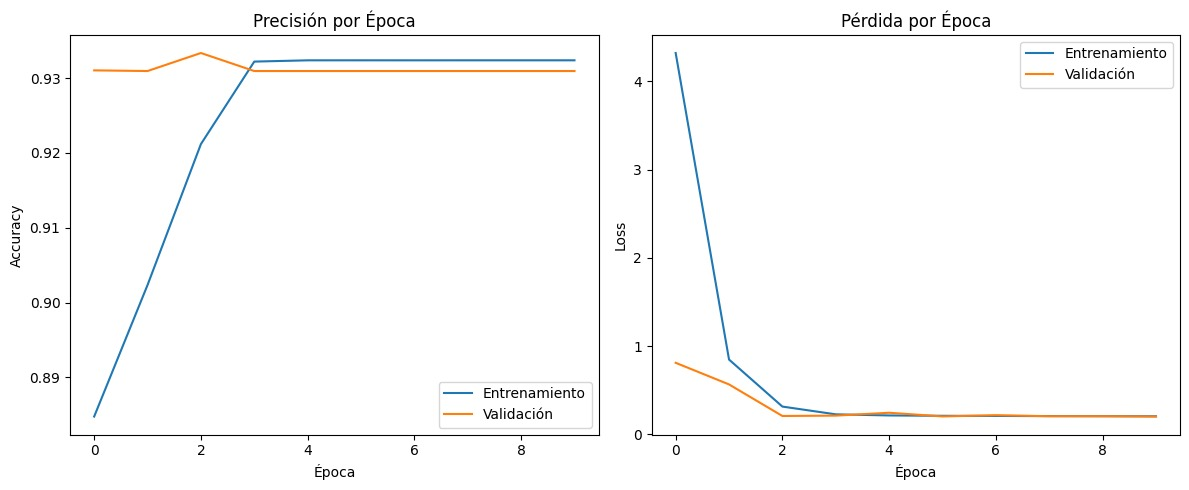 Precisión por Época
Accuracy
0.93
0.92
0.91
0.90
0.89
0 2 4 6 8
Época
Entrenamiento
Validación
Pérdida por Época
Loss
4
3
2
1
0
0 2 4 6 8
Época
Entrenamiento
Validación